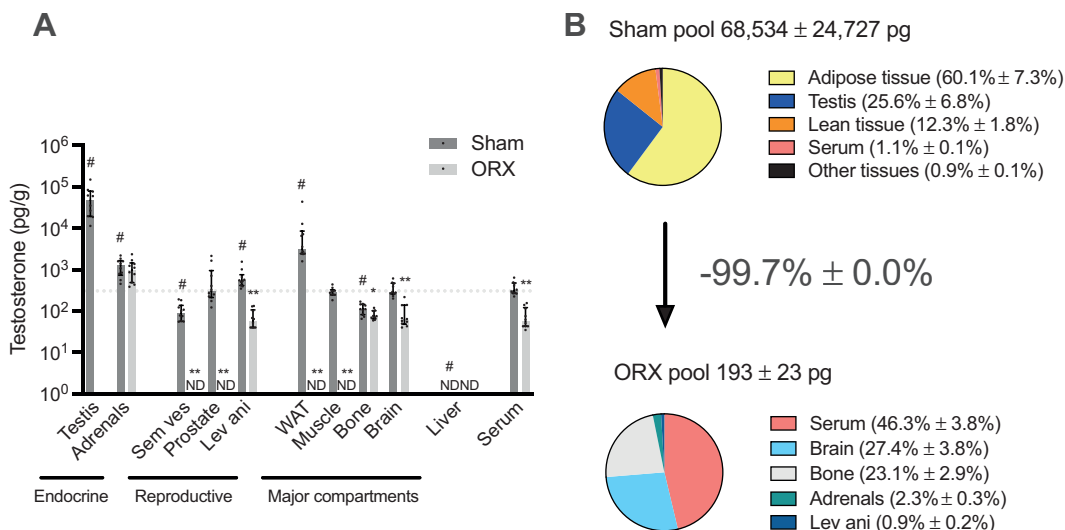 A
Testosterone (pg/g)
10^6
10^5
10^4
10^3
10^2
10^1
10^0
Sham
ORX
#
#
#
** ND
** ND
#
**
#
** ND
** ND
#
*
**
#
NDND
**
Testis
Adrenals
Sem ves
Prostate
Lev ani
WAT
Muscle
Bone
Brain
Liver
Serum
Endocrine
Reproductive
Major compartments
B
Sham pool 68,534 ± 24,727 pg
Adipose tissue (60.1% ± 7.3%)
Testis (25.6% ± 6.8%)
Lean tissue (12.3% ± 1.8%)
Serum (1.1% ± 0.1%)
Other tissues (0.9% ± 0.1%)
-99.7% ± 0.0%
ORX pool 193 ± 23 pg
Serum (46.3% ± 3.8%)
Brain (27.4% ± 3.8%)
Bone (23.1% ± 2.9%)
Adrenals (2.3% ± 0.3%)
Lev ani (0.9% ± 0.2%)